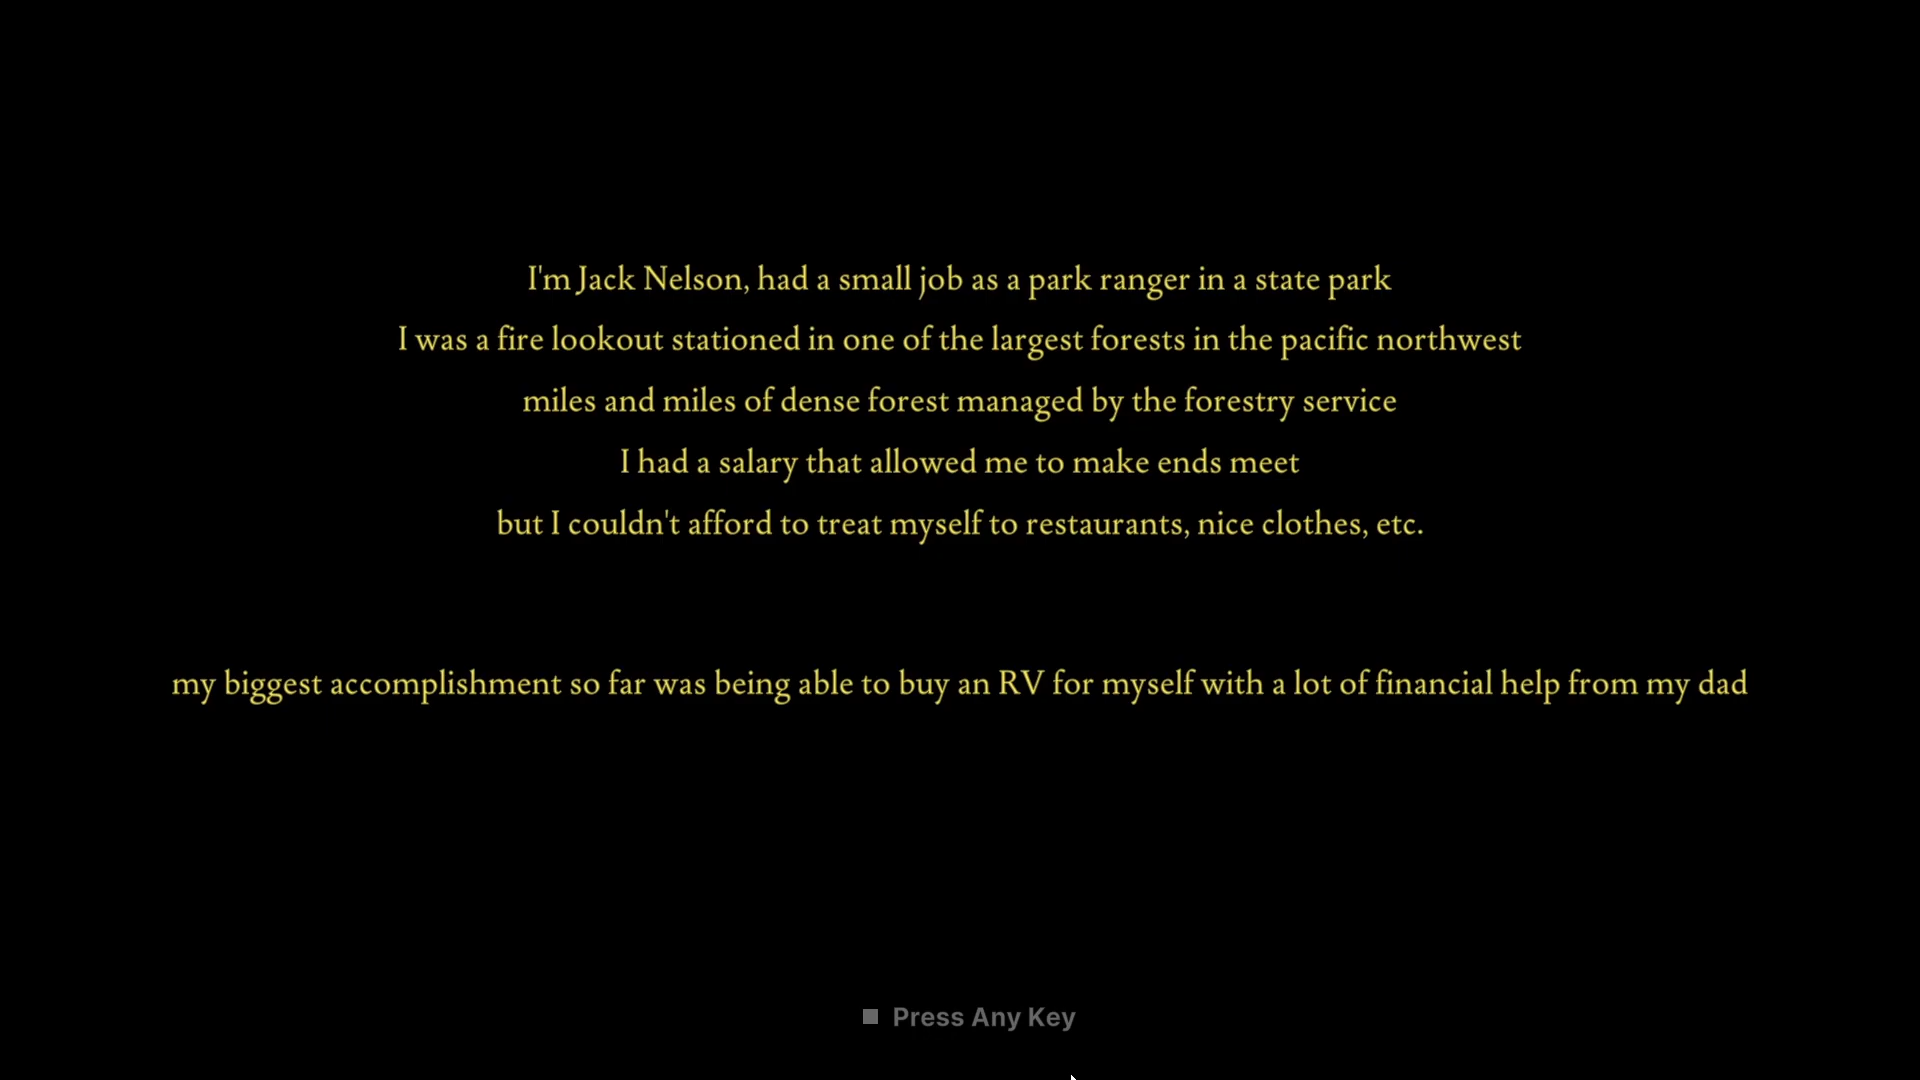 I'm Jack Nelson, had a small job as a park ranger in a state park
I was a fire lookout stationed in one of the largest forests in the pacific northwest
miles and miles of dense forest managed by the forestry service
I had a salary that allowed me to make ends meet
but I couldn't afford to treat myself to restaurants, nice clothes, etc.
my biggest accomplishment so far was being able to buy an RV for myself with a lot of financial help from my dad
Press Any Key